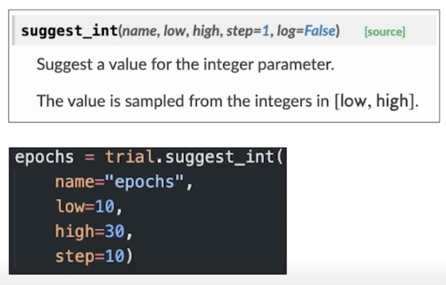 suggest_int(name, low, high, step=1, log=False) [source]
Suggest a value for the integer parameter.
The value is sampled from the integers in [low, high].
epochs = trial.suggest_int(
name="epochs",
low=10,
high=30,
step=10)